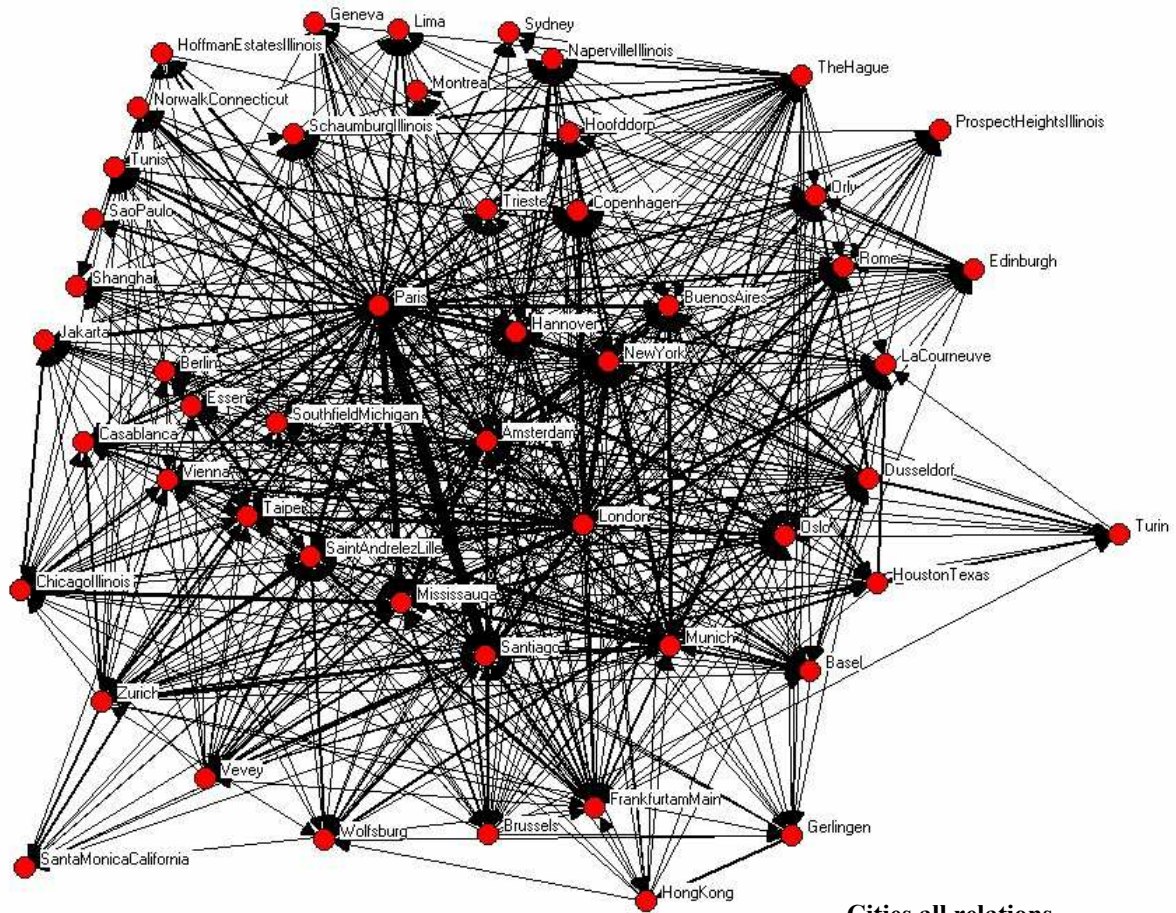 Geneva
Lima
Sydney
HoffmanEstatesIllinois
NapervilleIllinois
TheHague
Montreal
NorwalkConnecticut
SchaumburgIllinois
Hoofddorp
ProspectHeightsIllinois
Tunis
Orly
SaoPaulo
Trieste
Copenhagen
Rome
Edinburgh
Shanghai
Paris
BuenosAires
Jakarta
Hannover
NewYork
LaCourneuve
Berlin
Essen
SouthfieldMichigan
Casablanca
Amsterdam
Vienna
Dusseldorf
Taiper
London
Oslo
Turin
SaintAndrelezLille
ChicagoIllinois
Mississauga
HoustonTexas
Santiago
Munich
Basel
Zurich
Vevey
FrankfurtamMain
Wolfsburg
Brussels
Gerlingen
SantaMonicaCalifornia
HongKong
Cities all relations